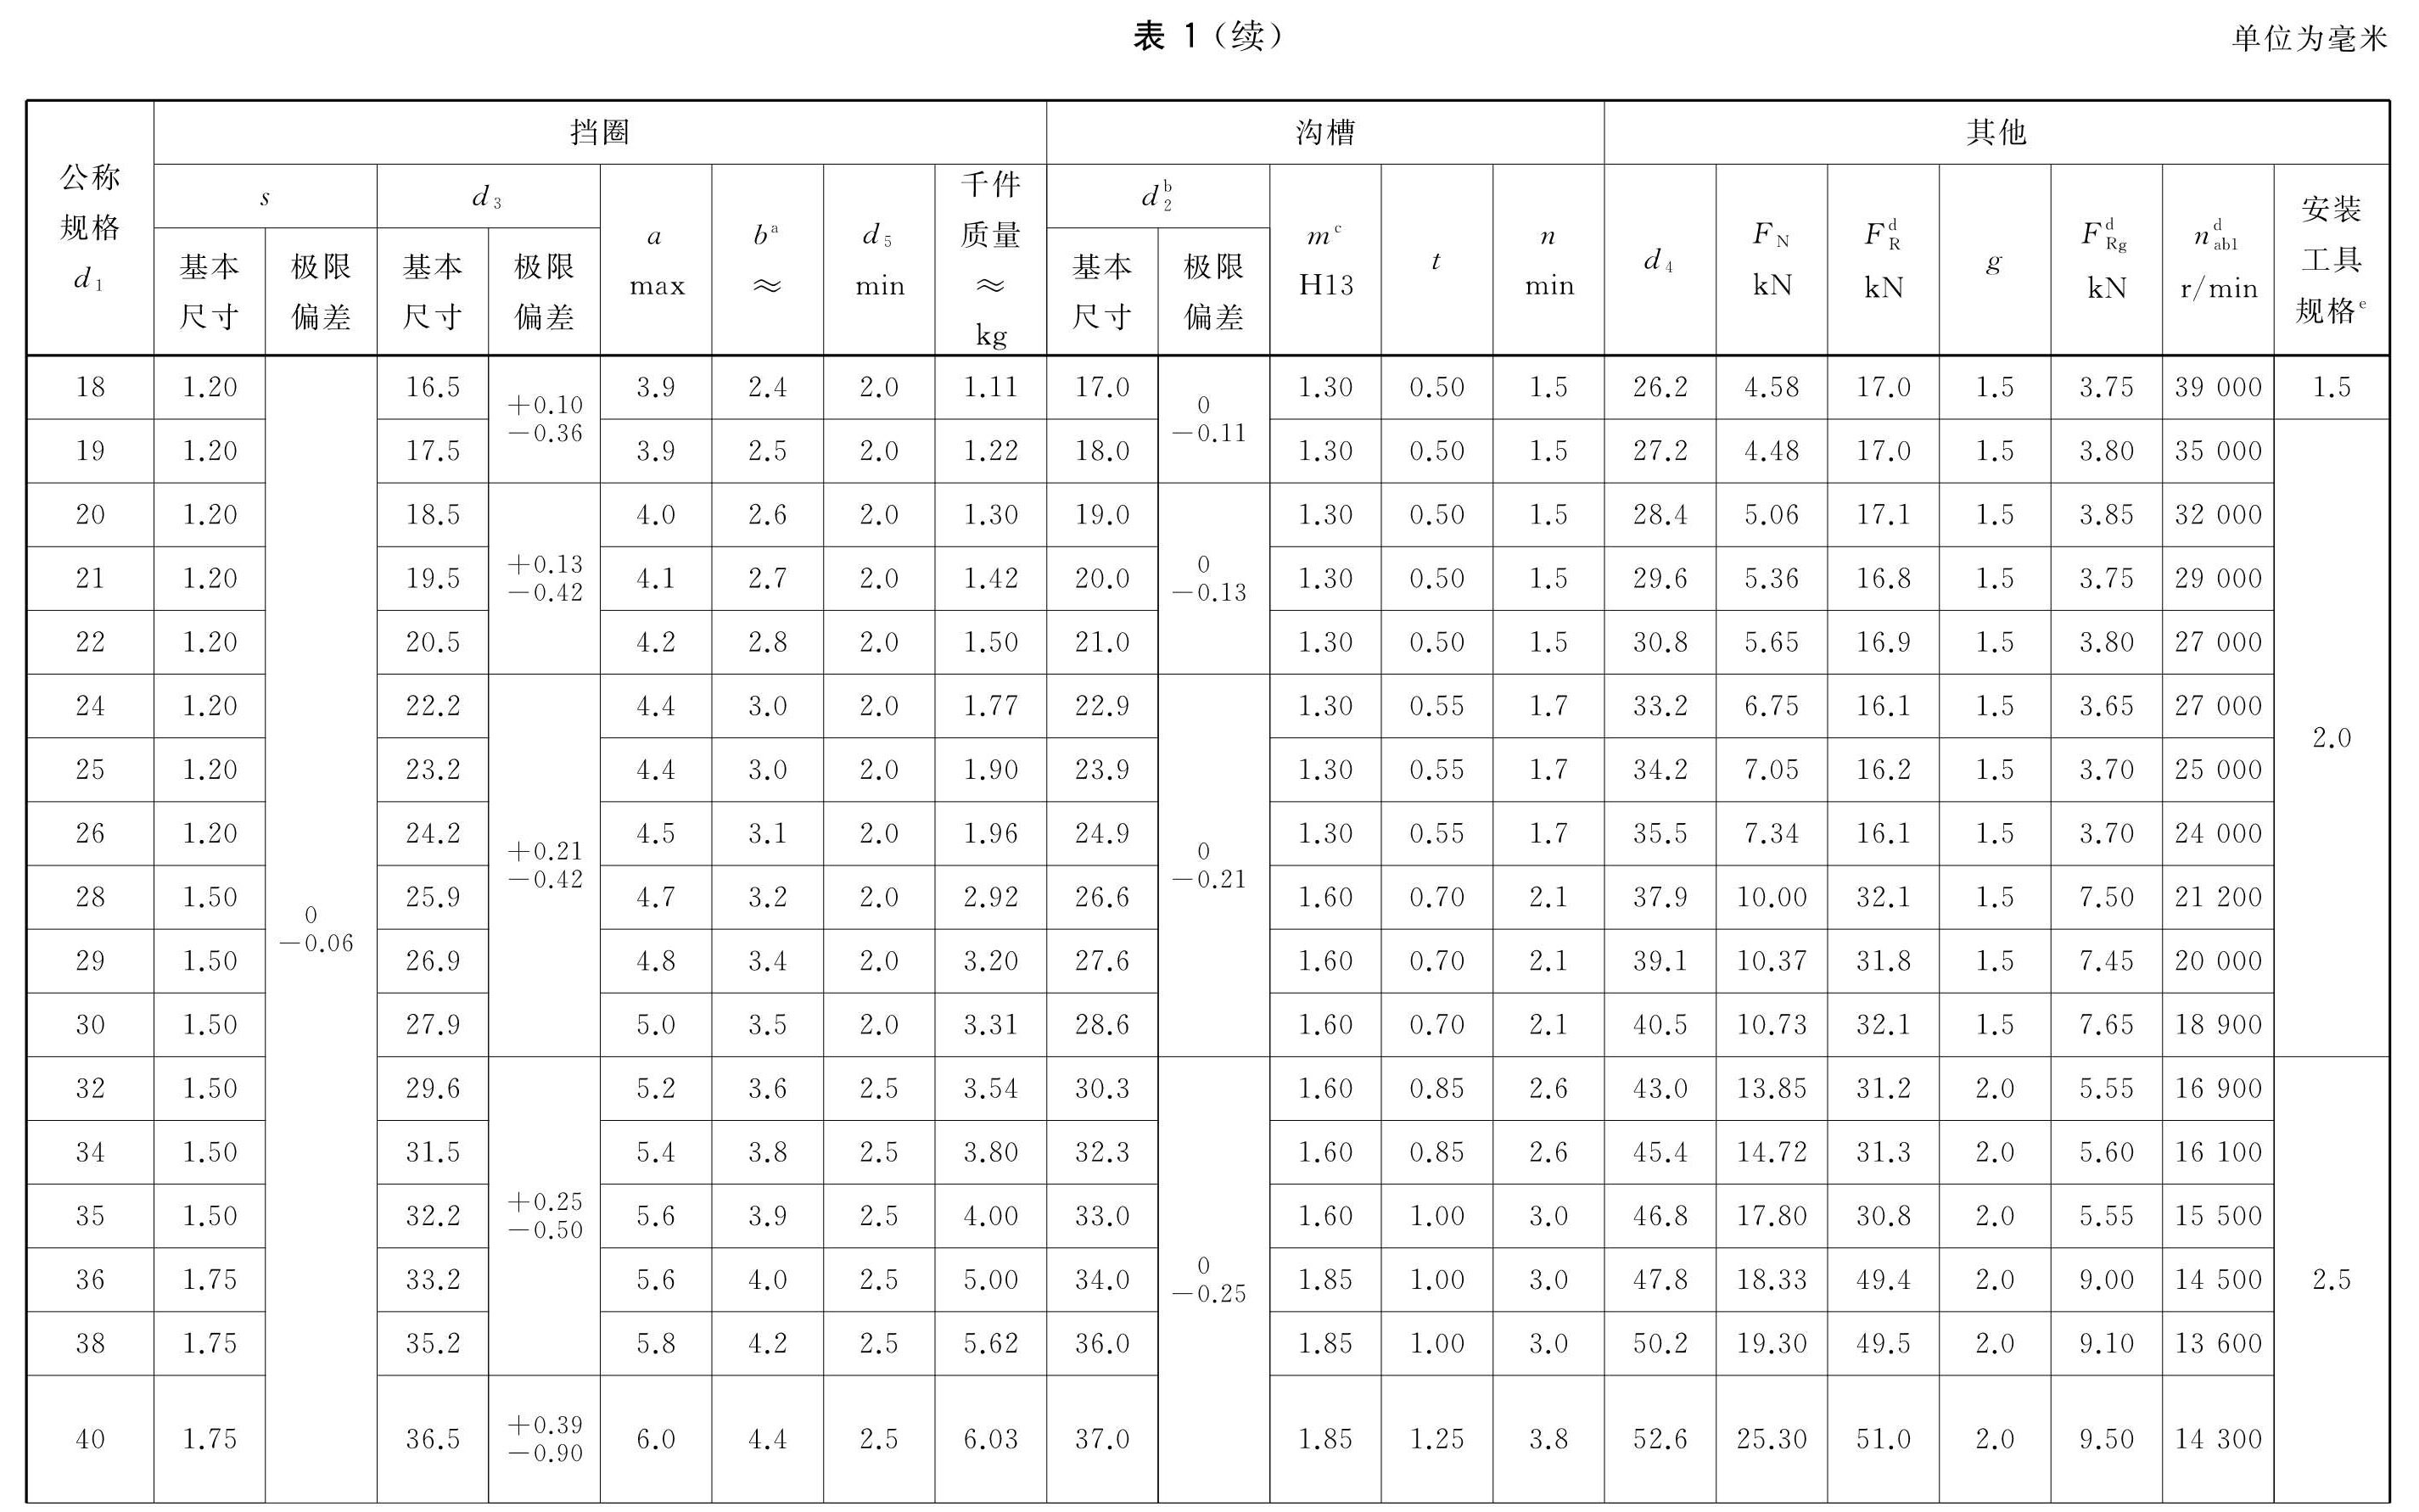 表 1(续)
单位为毫米
公称规格 d1 挡圈 沟槽 其他
s d3 a max b^a ≈ d5 min 千件质量 ≈ kg d2^b m^c H13 t n min d4 FN kN FR^d kN g FRg^d kN nabl^d r/min 安装工具规格^e
基本尺寸 极限偏差 基本尺寸 极限偏差 基本尺寸 极限偏差
18 1.20 0 -0.06 16.5 +0.10 -0.36 3.9 2.4 2.0 1.11 17.0 0 -0.11 1.30 0.50 1.5 26.2 4.58 17.0 1.5 3.75 39 000 1.5
19 1.20 17.5 3.9 2.5 2.0 1.22 18.0 1.30 0.50 1.5 27.2 4.48 17.0 1.5 3.80 35 000 2.0
20 1.20 18.5 +0.13 -0.42 4.0 2.6 2.0 1.30 19.0 0 -0.13 1.30 0.50 1.5 28.4 5.06 17.1 1.5 3.85 32 000
21 1.20 19.5 4.1 2.7 2.0 1.42 20.0 1.30 0.50 1.5 29.6 5.36 16.8 1.5 3.75 29 000
22 1.20 20.5 4.2 2.8 2.0 1.50 21.0 1.30 0.50 1.5 30.8 5.65 16.9 1.5 3.80 27 000
24 1.20 22.2 +0.21 -0.42 4.4 3.0 2.0 1.77 22.9 0 -0.21 1.30 0.55 1.7 33.2 6.75 16.1 1.5 3.65 27 000
25 1.20 23.2 4.4 3.0 2.0 1.90 23.9 1.30 0.55 1.7 34.2 7.05 16.2 1.5 3.70 25 000
26 1.20 24.2 4.5 3.1 2.0 1.96 24.9 1.30 0.55 1.7 35.5 7.34 16.1 1.5 3.70 24 000
28 1.50 25.9 4.7 3.2 2.0 2.92 26.6 1.60 0.70 2.1 37.9 10.00 32.1 1.5 7.50 21 200
29 1.50 26.9 4.8 3.4 2.0 3.20 27.6 1.60 0.70 2.1 39.1 10.37 31.8 1.5 7.45 20 000
30 1.50 27.9 5.0 3.5 2.0 3.31 28.6 1.60 0.70 2.1 40.5 10.73 32.1 1.5 7.65 18 900
32 1.50 29.6 +0.25 -0.50 5.2 3.6 2.5 3.54 30.3 0 -0.25 1.60 0.85 2.6 43.0 13.85 31.2 2.0 5.55 16 900 2.5
34 1.50 31.5 5.4 3.8 2.5 3.80 32.3 1.60 0.85 2.6 45.4 14.72 31.3 2.0 5.60 16 100
35 1.50 32.2 5.6 3.9 2.5 4.00 33.0 1.60 1.00 3.0 46.8 17.80 30.8 2.0 5.55 15 500
36 1.75 33.2 5.6 4.0 2.5 5.00 34.0 1.85 1.00 3.0 47.8 18.33 49.4 2.0 9.00 14 500
38 1.75 35.2 5.8 4.2 2.5 5.62 36.0 1.85 1.00 3.0 50.2 19.30 49.5 2.0 9.10 13 600
40 1.75 36.5 +0.39 -0.90 6.0 4.4 2.5 6.03 37.0 1.85 1.25 3.8 52.6 25.30 51.0 2.0 9.50 14 300